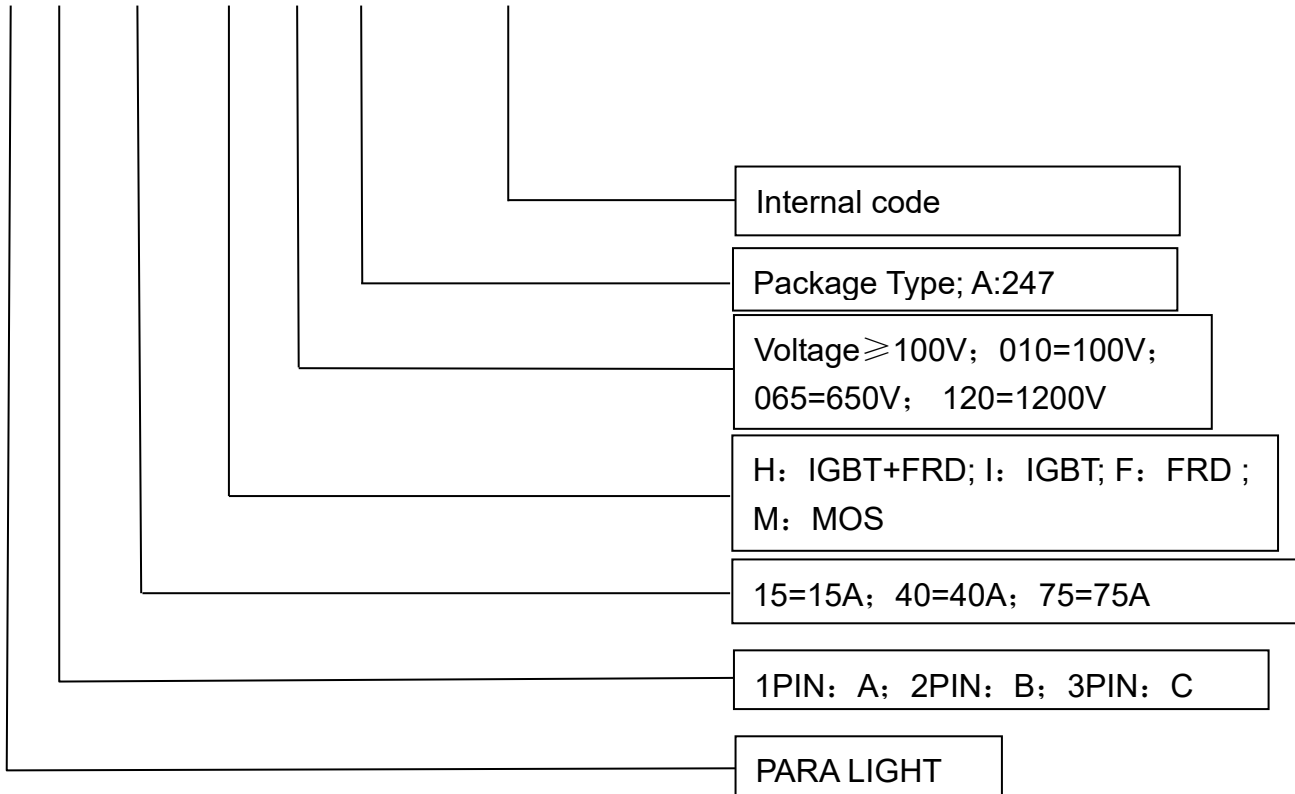 Internal code
Package Type; A:247
Voltage≥100V；010=100V；
065=650V； 120=1200V
H：IGBT+FRD; I：IGBT; F：FRD ;
M：MOS
15=15A；40=40A；75=75A
1PIN：A；2PIN：B；3PIN：C
PARA LIGHT